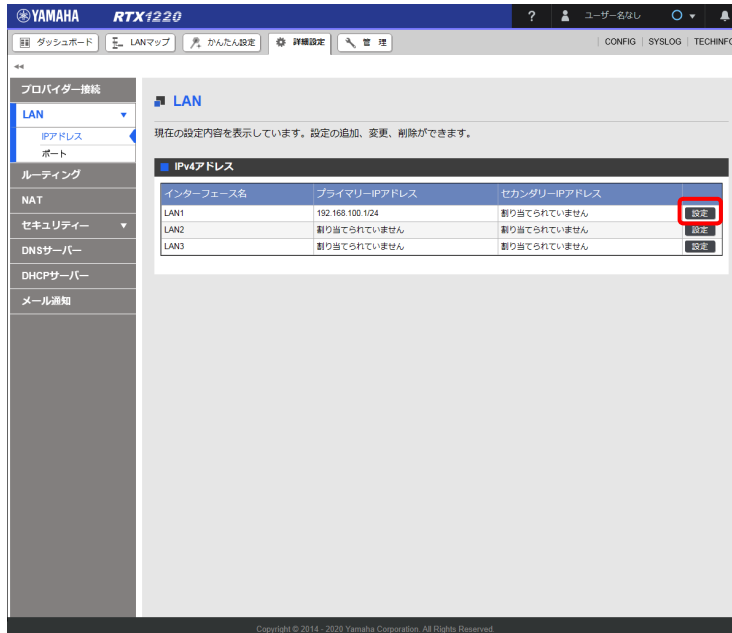 YAMAHA RTX1220 ? ユーザー名なし
ダッシュボード LANマップ かんたん設定 詳細設定 管理 CONFIG SYSLOG TECHINFO
プロバイダー接続
LAN
IPアドレス
ポート
ルーティング
NAT
セキュリティー
DNSサーバー
DHCPサーバー
メール通知
LAN
現在の設定内容を表示しています。設定の追加、変更、削除ができます。
IPv4アドレス
インターフェース名 プライマリーIPアドレス セカンダリーIPアドレス
LAN1 192.168.100.1/24 割り当てられていません 設定
LAN2 割り当てられていません 割り当てられていません 設定
LAN3 割り当てられていません 割り当てられていません 設定
Copyright © 2014 - 2020 Yamaha Corporation. All Rights Reserved.